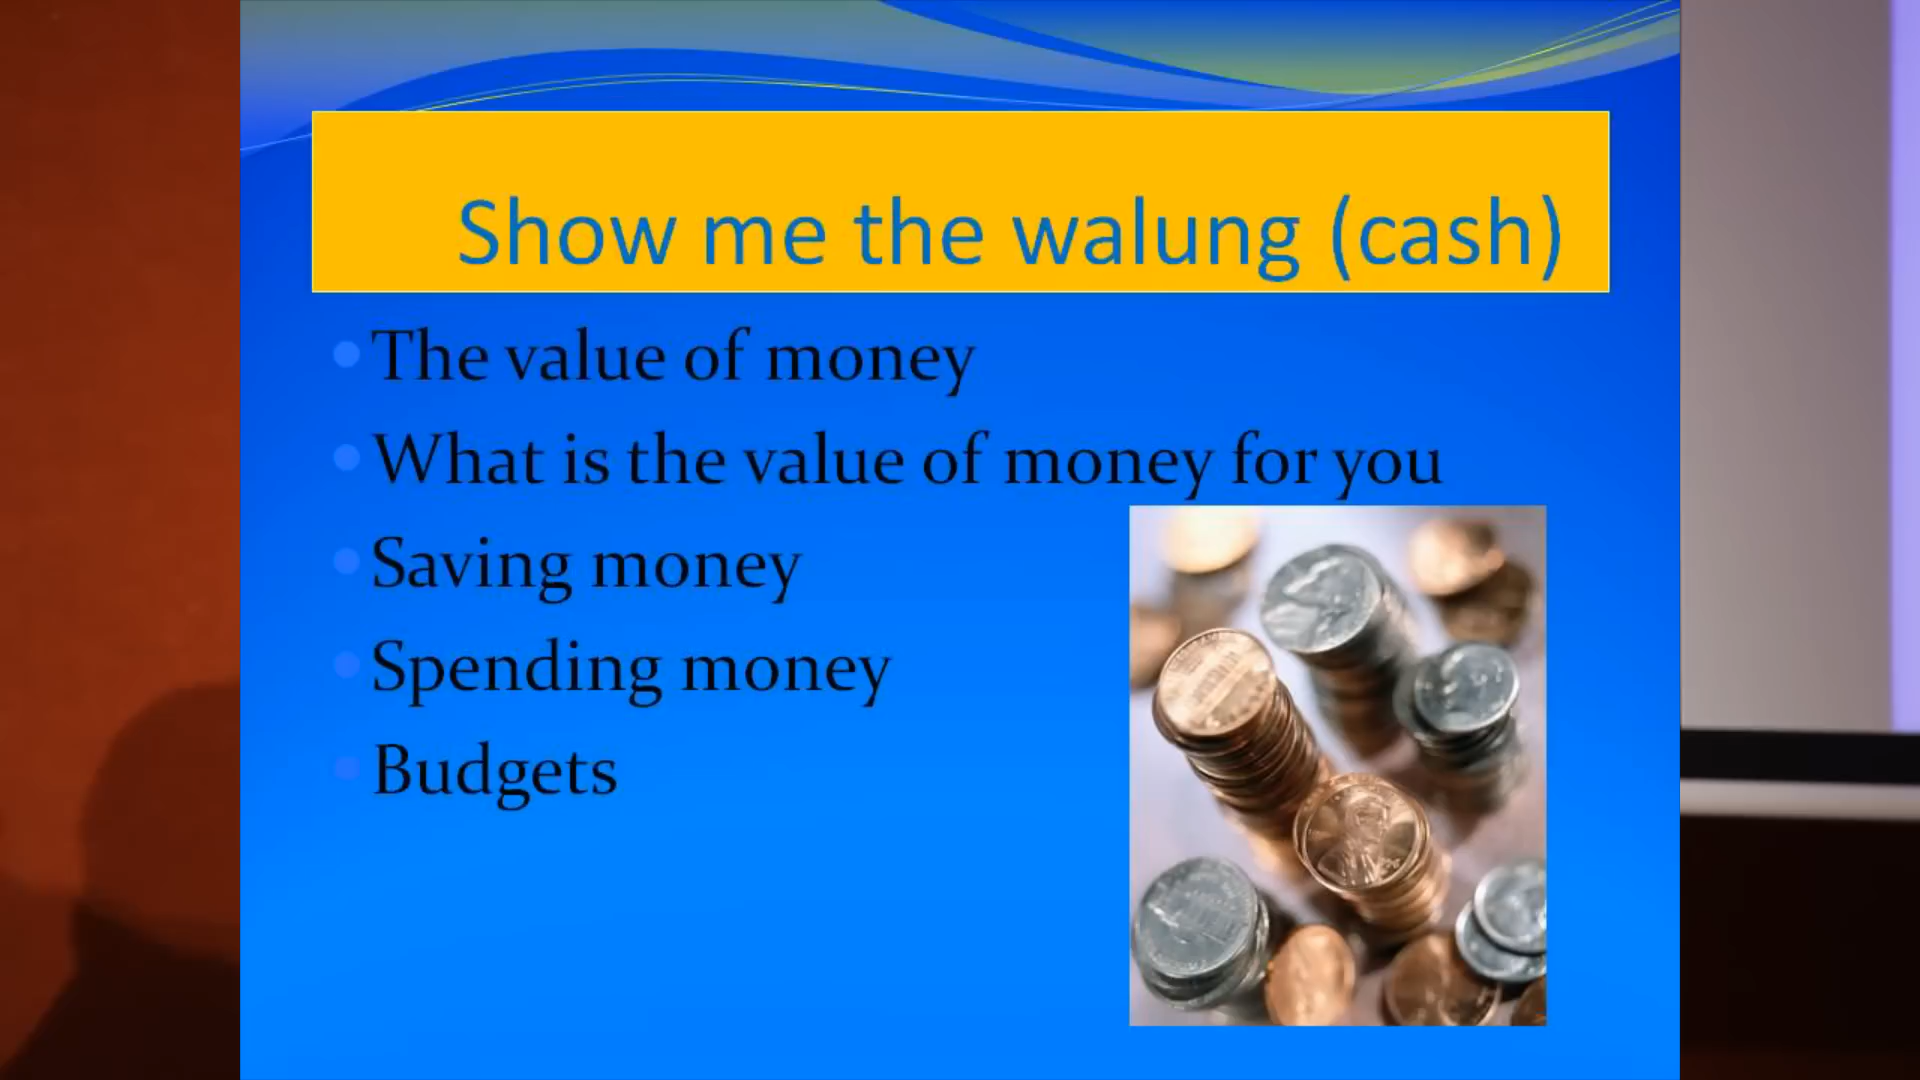 Show me the walung (cash)
The value of money
What is the value of money for you
Saving money
Spending money
Budgets